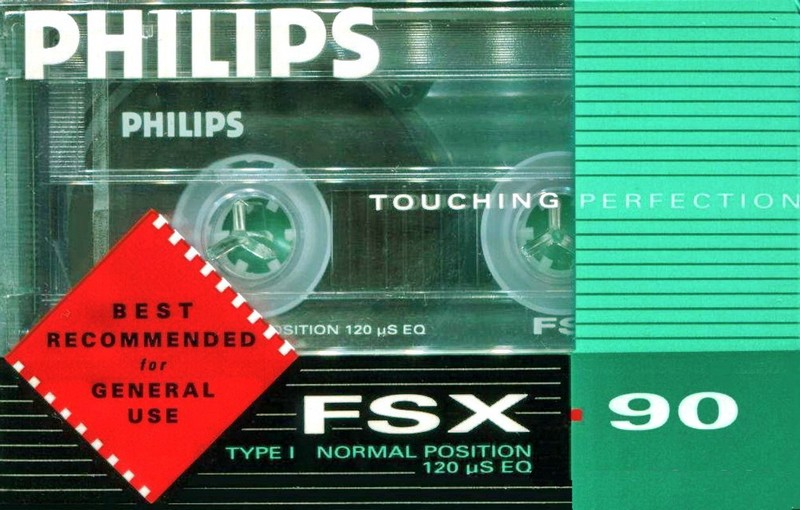 PHILIPS
PHILIPS
TOUCHING PERFECTION
BEST
RECOMMENDED
for
GENERAL
USE
SITION 120 µS EQ
FS
FSX 90
TYPE I NORMAL POSITION
120 µS EQ